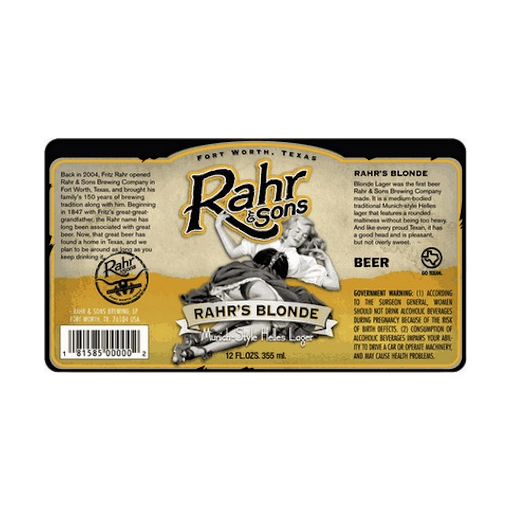 FORT WORTH, TEXAS
Rahr
& Sons
RAHR'S BLONDE
Munich-Style Helles Lager
12 FL.OZS. 355 ml.
Back in 2004, Fritz Rahr opened
Rahr & Sons Brewing Company in
Fort Worth, Texas, and brought his
family's 150 years of brewing
tradition along with him. Beginning
in 1847 with Fritz's great-great-
grandfather, the Rahr name has
long been associated with great
beer. Now, that great beer has
found a home in Texas, and we
plan to be around as long as you
keep drinking it.
Rahr
& Sons
- RAHR & SONS BREWING, LP
FORT WORTH, TX. 76104 USA
1 81585 00000 2
RAHR'S BLONDE
Blonde Lager was the first beer
Rahr & Sons Brewing Company
made. It is a medium-bodied
traditional Munich-style Helles
lager that features a rounded
maltiness without being too heavy.
And like every proud Texan, it has
a good head and is pleasant,
but not overly sweet.
BEER
GO TEXAN.
GOVERNMENT WARNING: (1) ACCORDING
TO THE SURGEON GENERAL, WOMEN
SHOULD NOT DRINK ALCOHOLIC BEVERAGES
DURING PREGNANCY BECAUSE OF THE RISK
OF BIRTH DEFECTS. (2) CONSUMPTION OF
ALCOHOLIC BEVERAGES IMPAIRS YOUR ABIL-
ITY TO DRIVE A CAR OR OPERATE MACHINERY,
AND MAY CAUSE HEALTH PROBLEMS.